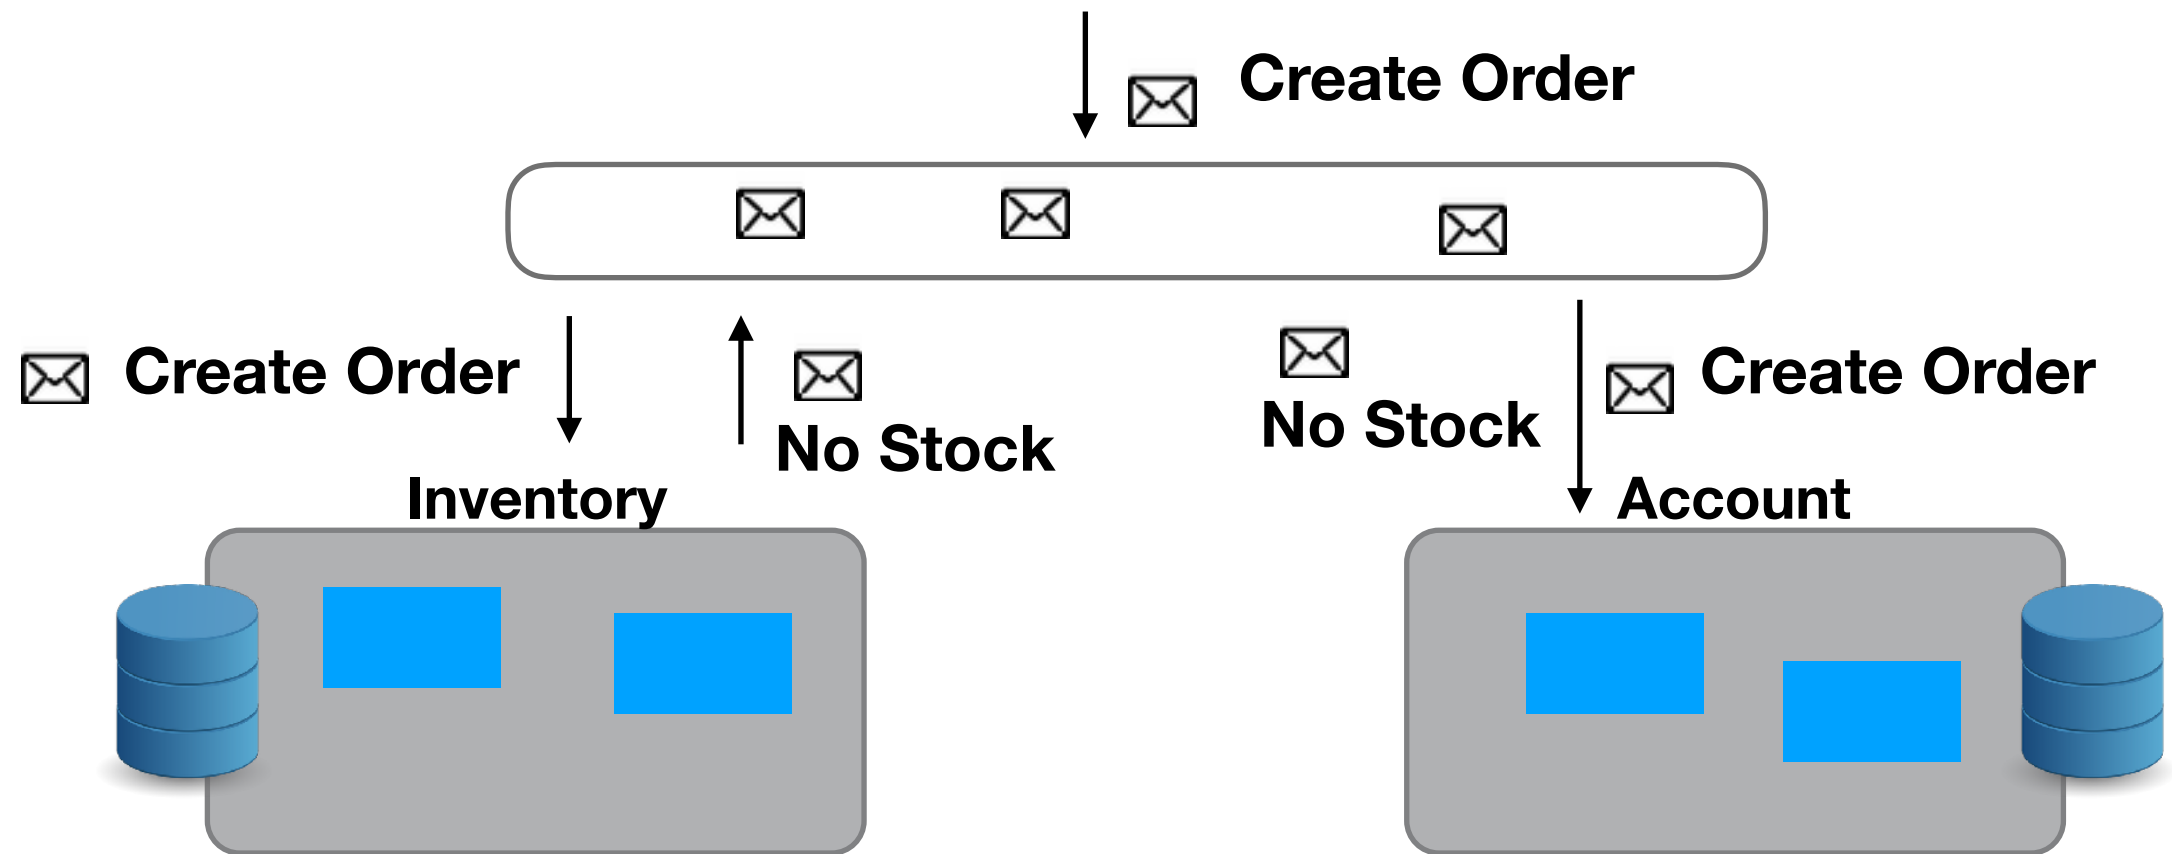 Create Order
Create Order
No Stock
No Stock
Create Order
Inventory
Account